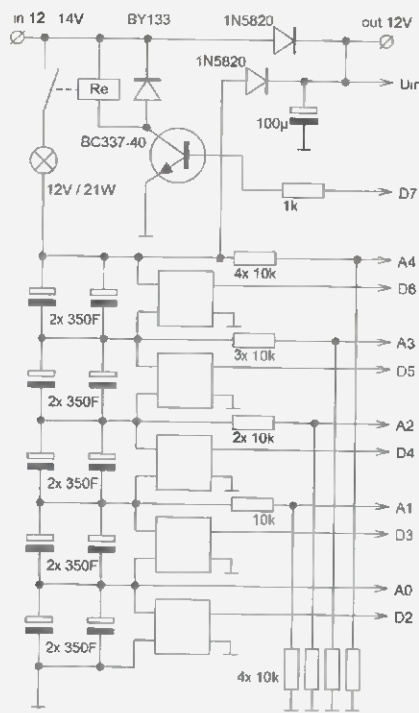 in 12 14V BY133 out 12V
1N5820
1N5820
Re
Uin
100µ
BC337-40
12V / 21W
1k
D7
A4
4x 10k
D6
2x 350F
A3
3x 10k
D5
2x 350F
A2
2x 10k
D4
2x 350F
A1
10k
D3
2x 350F
A0
D2
2x 350F
4x 10k